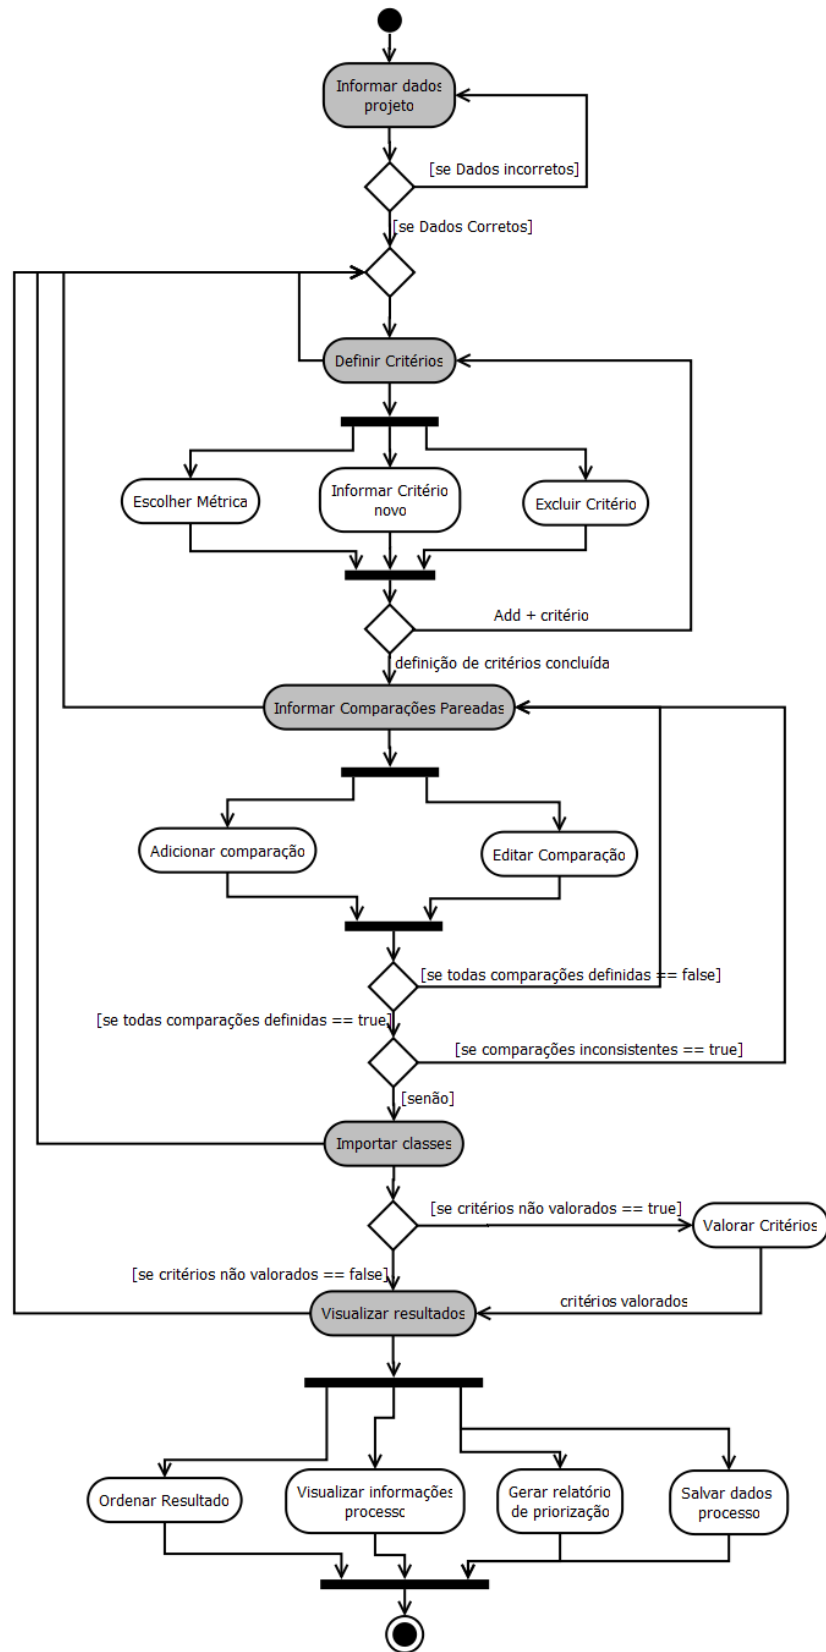 Informar dados
projeto
[se Dados incorretos]
[se Dados Corretos]
Definir Critérios
Escolher Métrica
Informar Critério
novo
Excluir Critério
Add + critério
definição de critérios concluída
Informar Comparações Pareadas
Adicionar comparação
Editar Comparação
[se todas comparações definidas == false]
[se todas comparações definidas == true]
[se comparações inconsistentes == true]
[senão]
Importar classes
[se critérios não valorados == true]
Valorar Critérios
[se critérios não valorados == false]
Visualizar resultados
critérios valorados
Ordenar Resultado
Visualizar informações
processo
Gerar relatório
de priorização
Salvar dados
processo